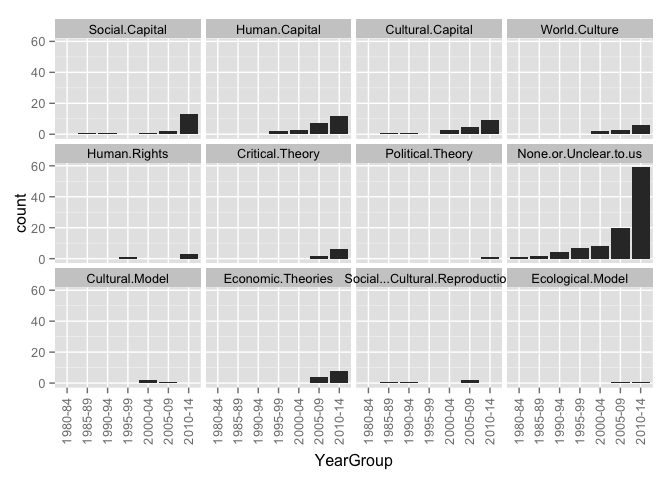 Social.Capital Human.Capital Cultural.Capital World.Culture
60
40
20
0
Human.Rights Critical.Theory Political.Theory None.or.Unclear.to.us
60
40
20
0
count
Cultural.Model Economic.Theories Social...Cultural.Reproductio Ecological.Model
60
40
20
0
1980-84 1985-89 1990-94 1995-99 2000-04 2005-09 2010-14 1980-84 1985-89 1990-94 1995-99 2000-04 2005-09 2010-14 1980-84 1985-89 1990-94 1995-99 2000-04 2005-09 2010-14 1980-84 1985-89 1990-94 1995-99 2000-04 2005-09 2010-14
YearGroup